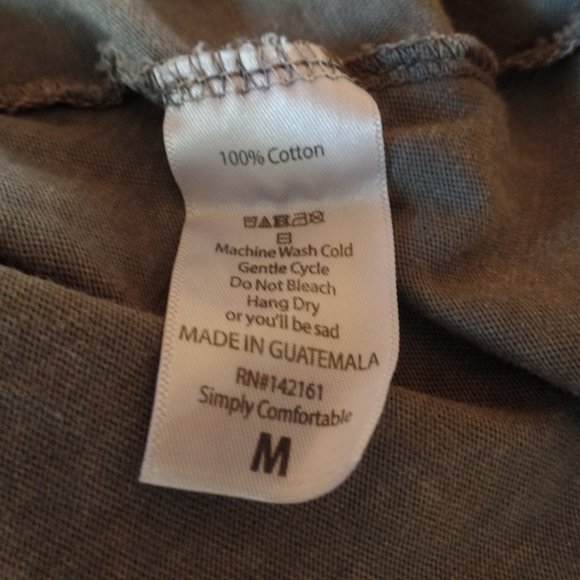 100% Cotton
Machine Wash Cold
Gentle Cycle
Do Not Bleach
Hang Dry
or you'll be sad
MADE IN GUATEMALA
RN#142161
Simply Comfortable
M